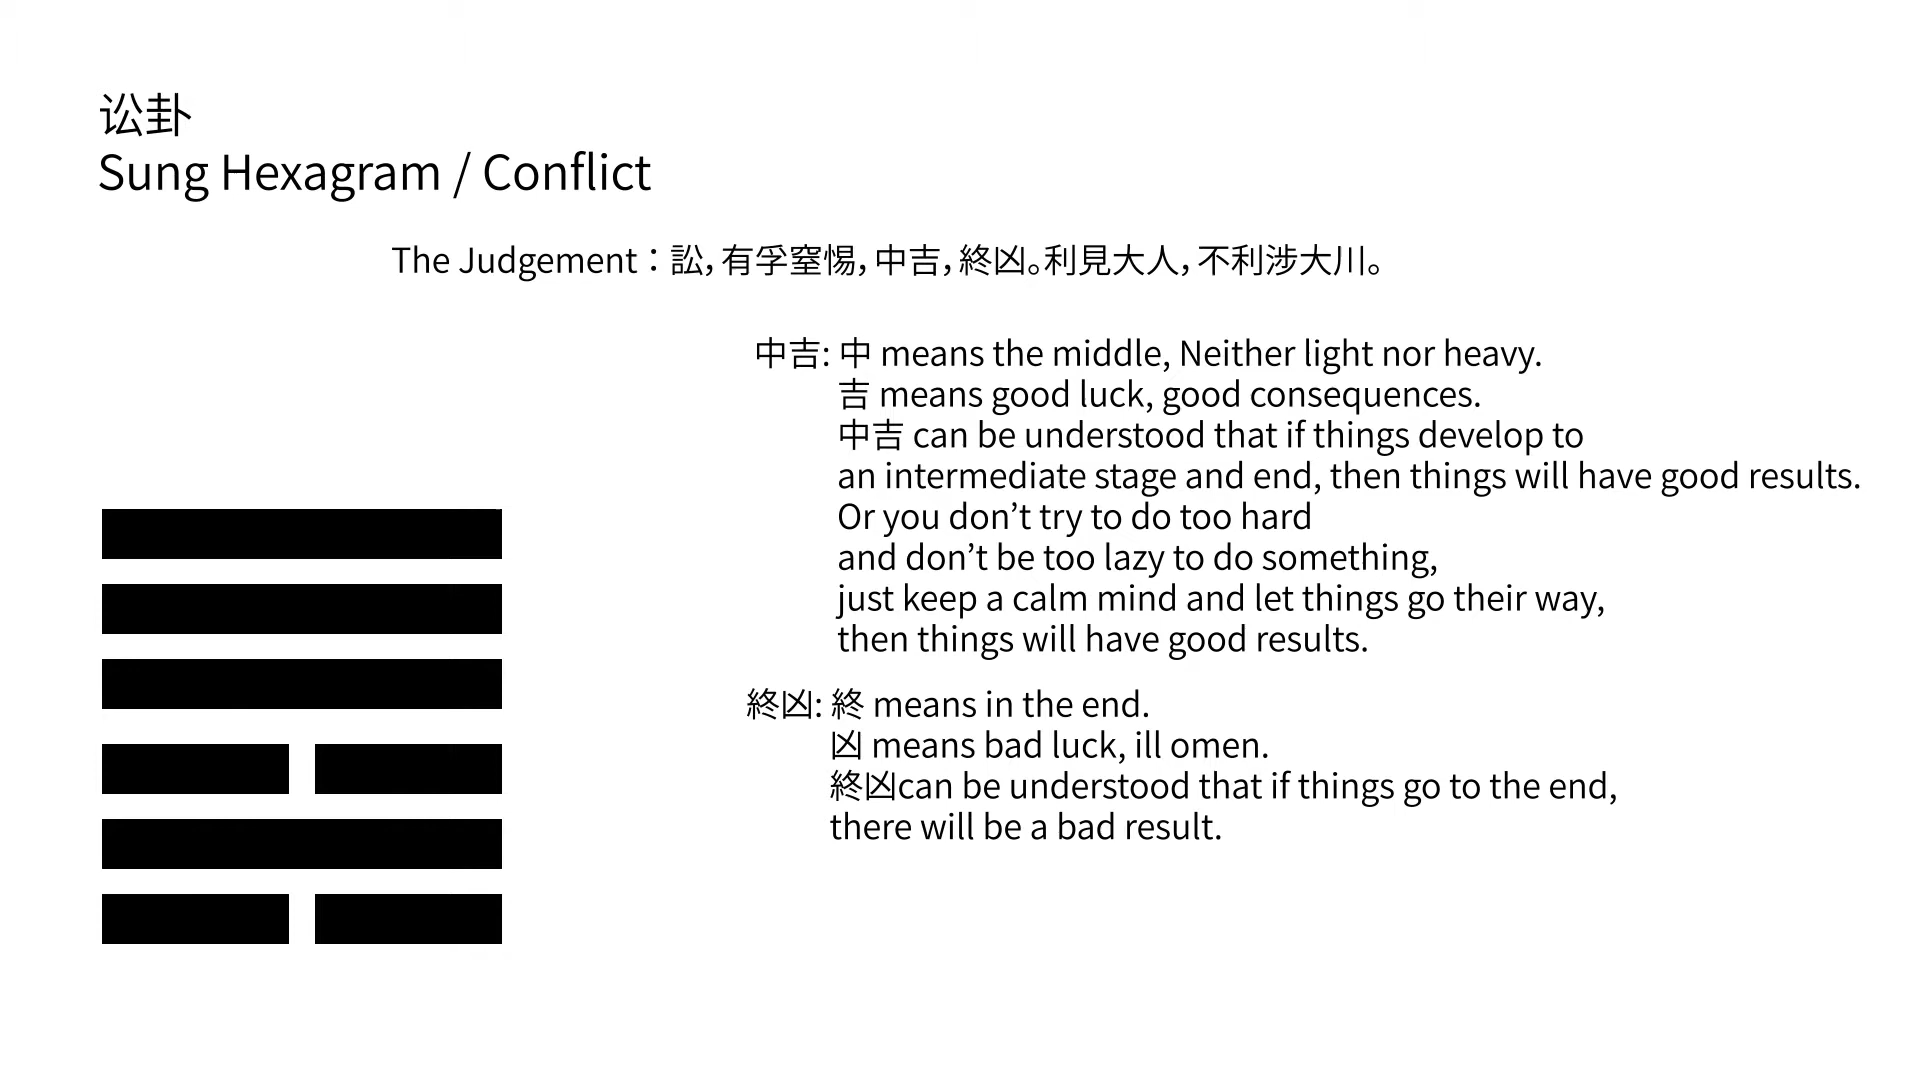 讼卦
Sung Hexagram / Conflict
The Judgement：訟，有孚窒惕，中吉，終凶。利見大人，不利涉大川。
中吉: 中 means the middle, Neither light nor heavy.
吉 means good luck, good consequences.
中吉 can be understood that if things develop to
an intermediate stage and end, then things will have good results.
Or you don’t try to do too hard
and don’t be too lazy to do something,
just keep a calm mind and let things go their way,
then things will have good results.
終凶: 終 means in the end.
凶 means bad luck, ill omen.
終凶can be understood that if things go to the end,
there will be a bad result.